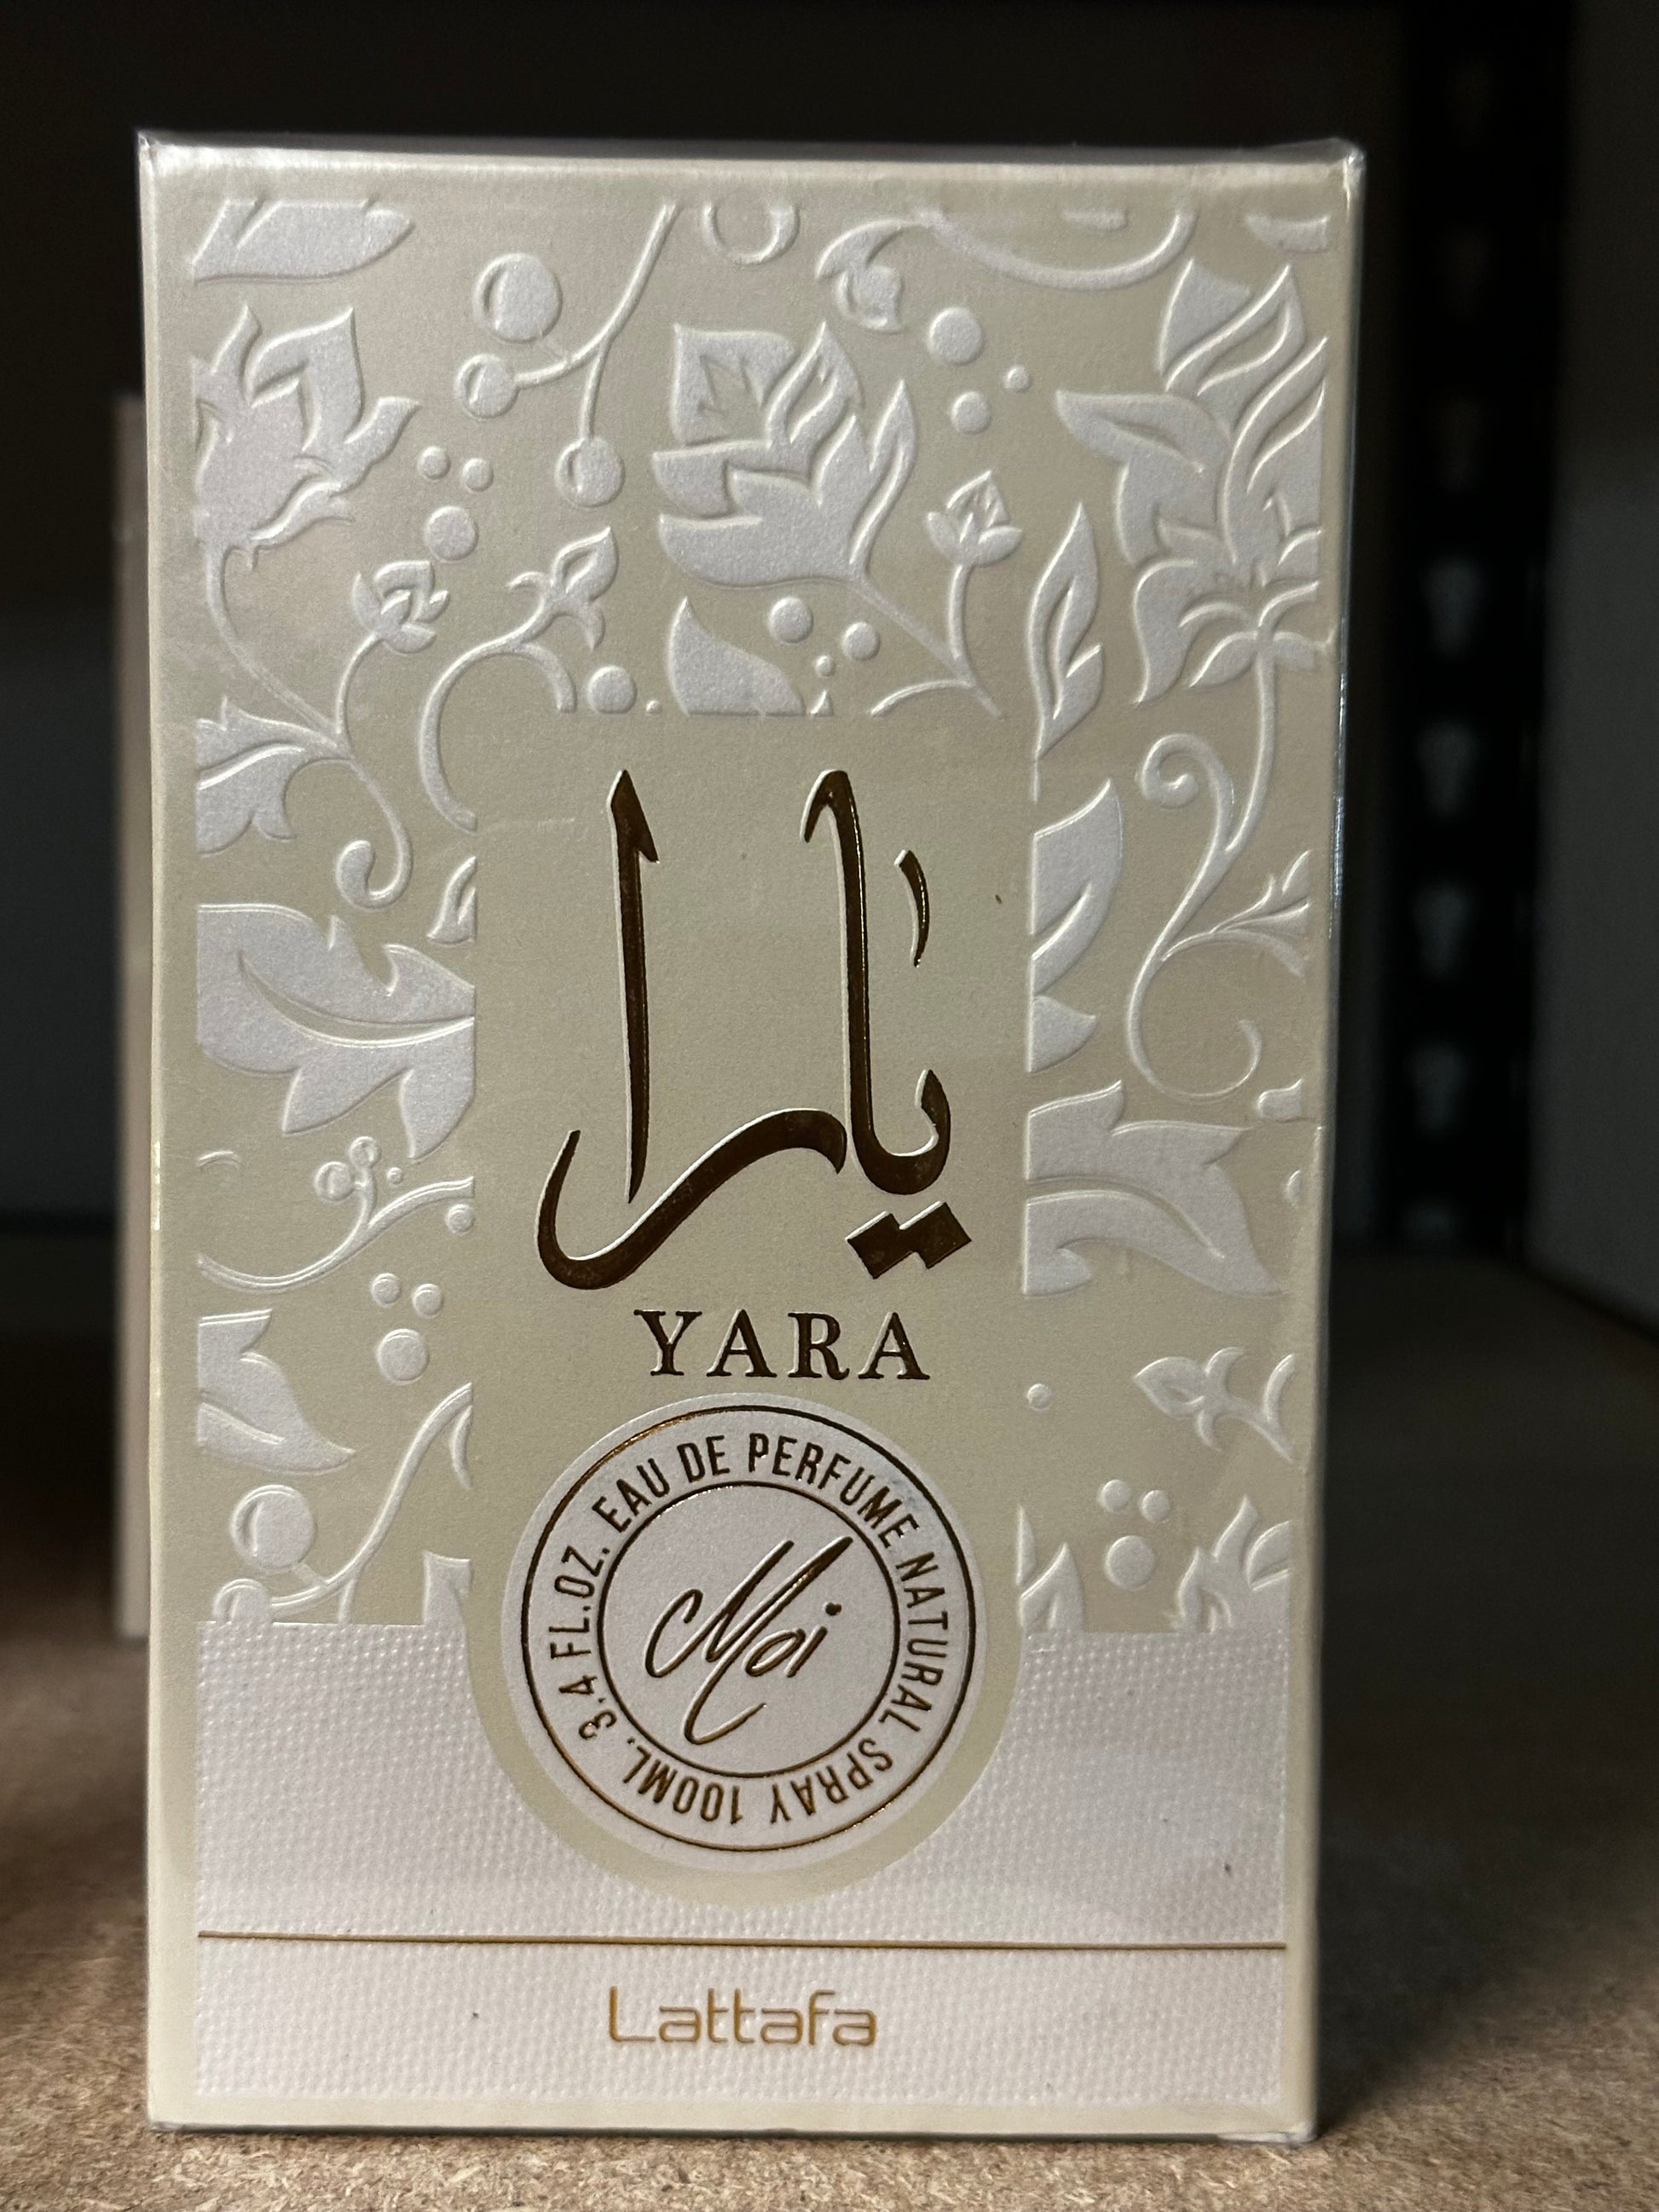 يارا
YARA
EAU DE PERFUME NATURAL SPRAY 100ML. 3.4 FL.OZ.
Moi
Lattafa